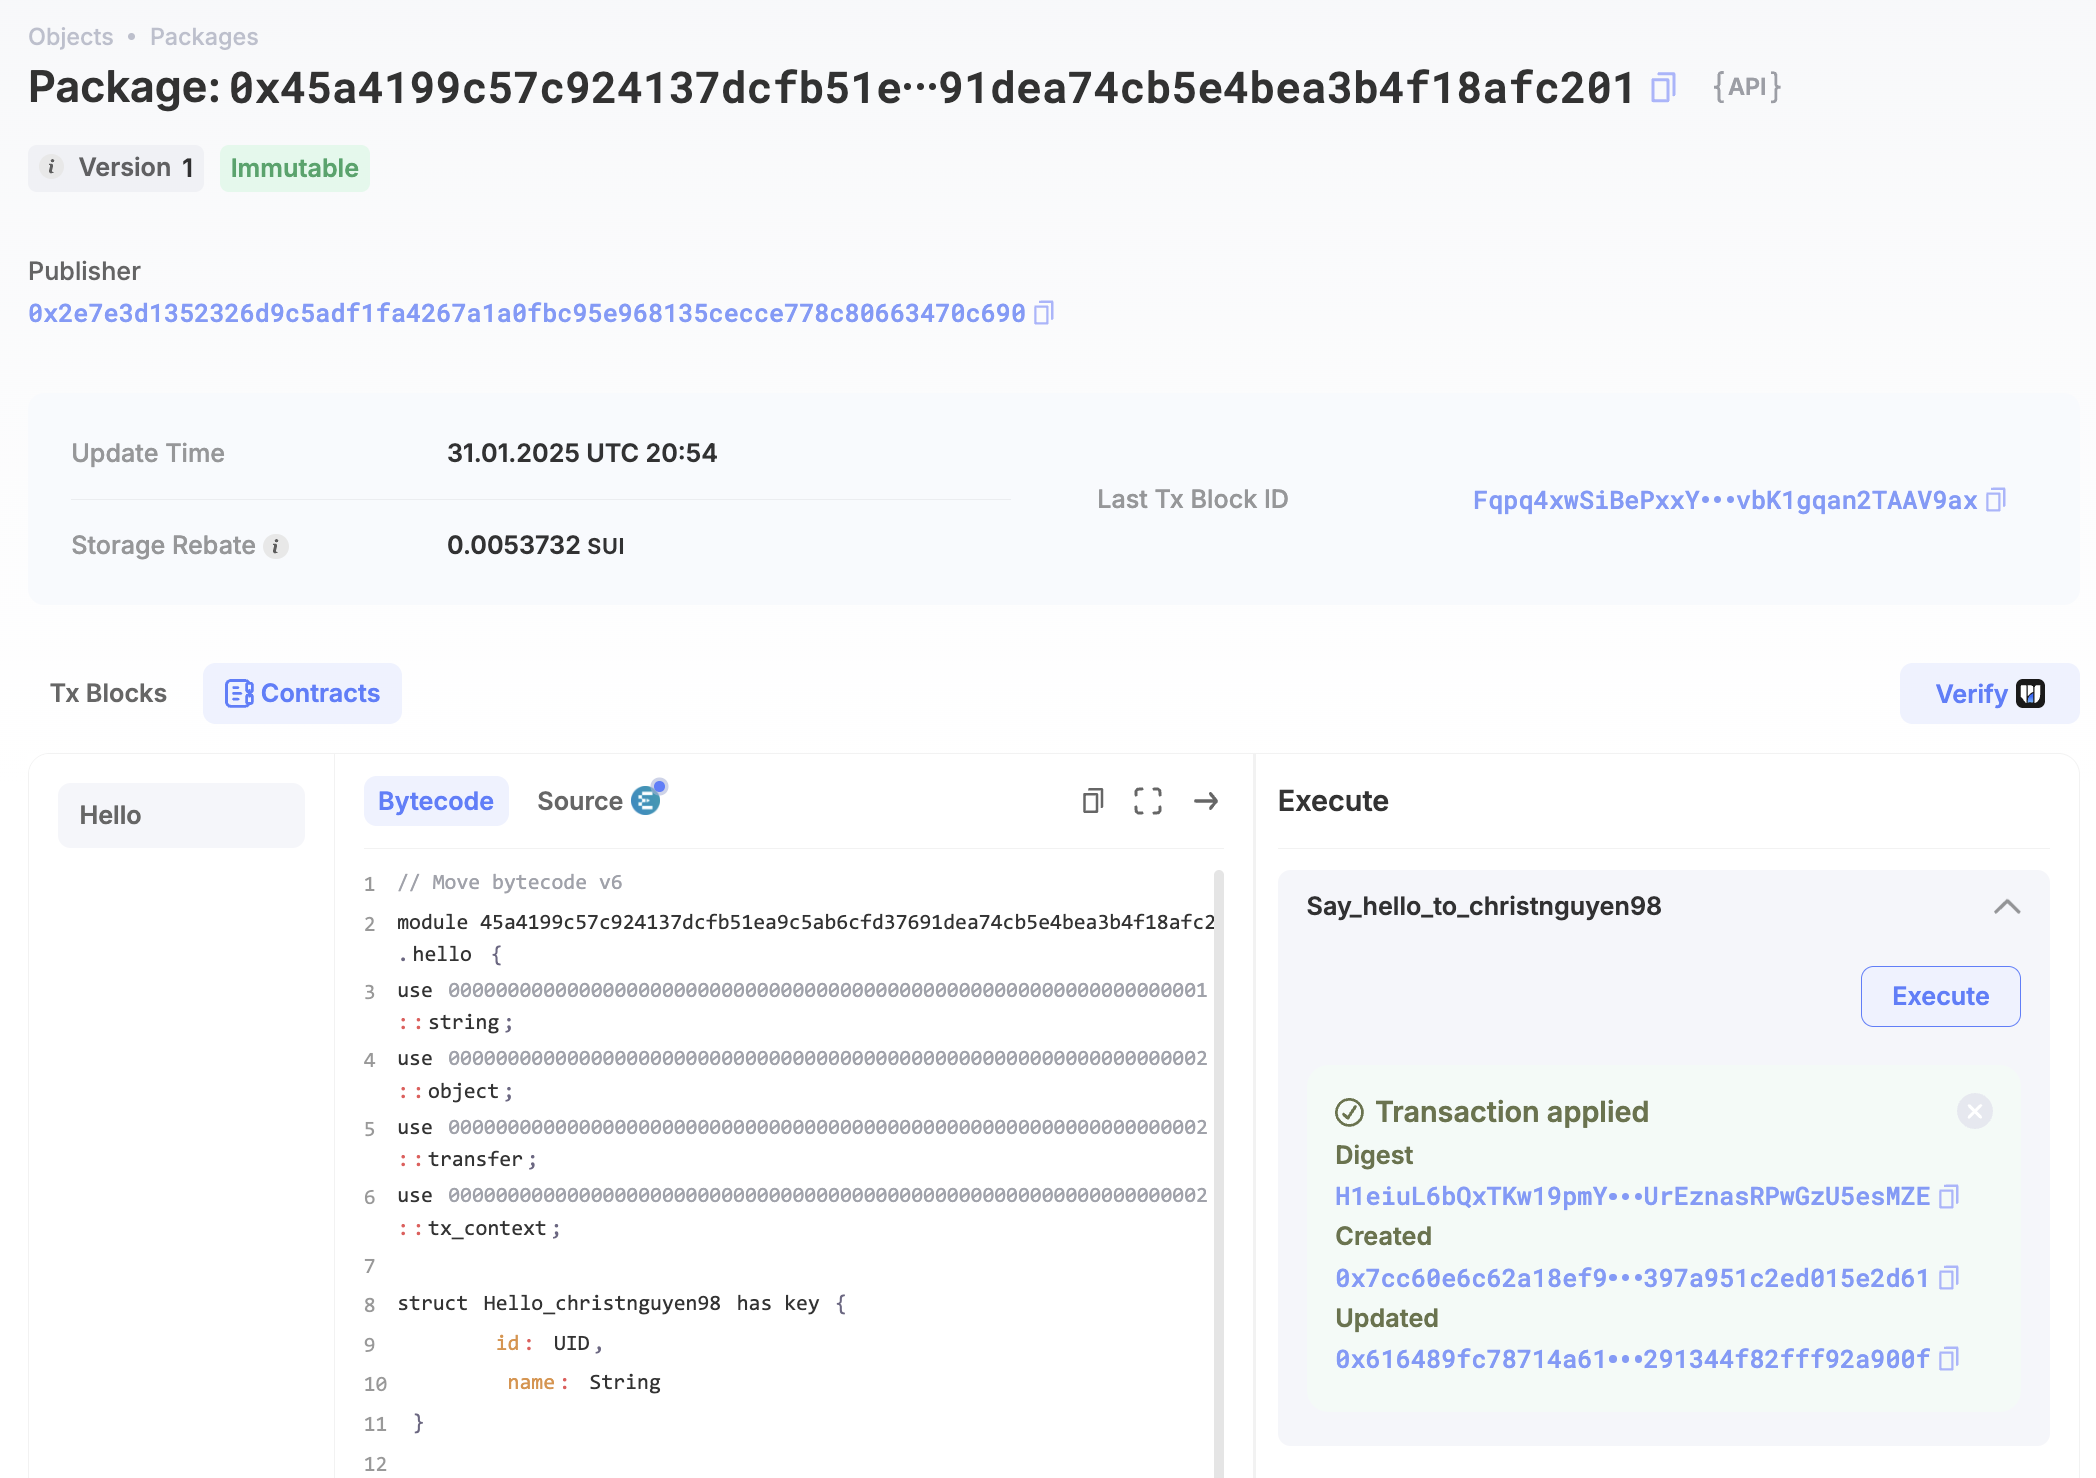 Objects • Packages
Package: 0x45a4199c57c924137dcfb51e···91dea74cb5e4bea3b4f18afc201 {API}
i Version 1 Immutable
Publisher
0x2e7e3d1352326d9c5adf1fa4267a1a0fbc95e968135cecce778c80663470c690
Update Time 31.01.2025 UTC 20:54
Last Tx Block ID Fqpq4xwSiBePxxY•••vbK1gqan2TAAV9ax
Storage Rebate i 0.0053732 SUI
Tx Blocks Contracts Verify
Hello
Bytecode Source
1 // Move bytecode v6
2 module 45a4199c57c924137dcfb51ea9c5ab6cfd37691dea74cb5e4bea3b4f18afc2
.hello {
3 use 0000000000000000000000000000000000000000000000000000000000000001
::string;
4 use 0000000000000000000000000000000000000000000000000000000000000002
::object;
5 use 0000000000000000000000000000000000000000000000000000000000000002
::transfer;
6 use 0000000000000000000000000000000000000000000000000000000000000002
::tx_context;
7
8 struct Hello_christnguyen98 has key {
9 id: UID,
10 name: String
11 }
12
Execute
Say_hello_to_christnguyen98
Execute
Transaction applied
Digest
H1eiuL6bQxTKw19pmY•••UrEznasRPwGzU5esMZE
Created
0x7cc60e6c62a18ef9•••397a951c2ed015e2d61
Updated
0x616489fc78714a61•••291344f82fff92a900f